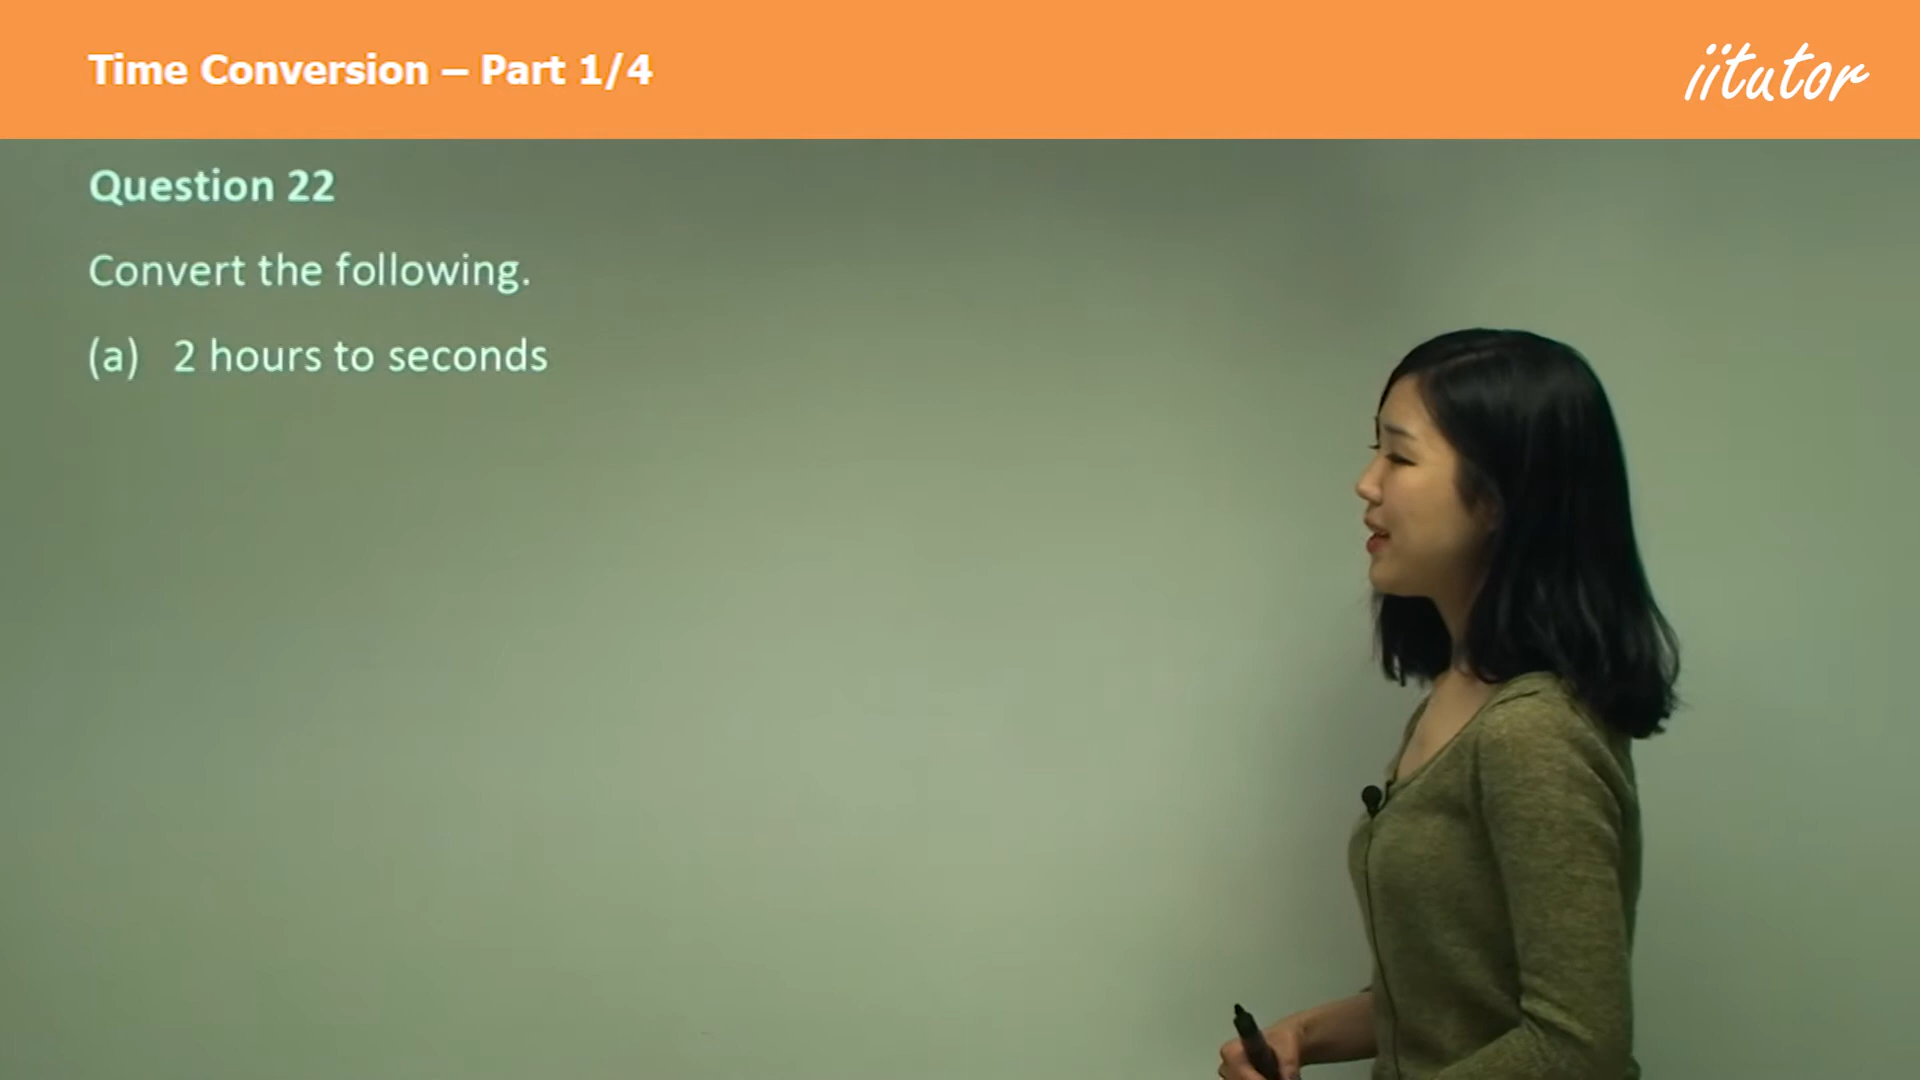 Time Conversion – Part 1/4
iitutor
Question 22
Convert the following.
(a) 2 hours to seconds